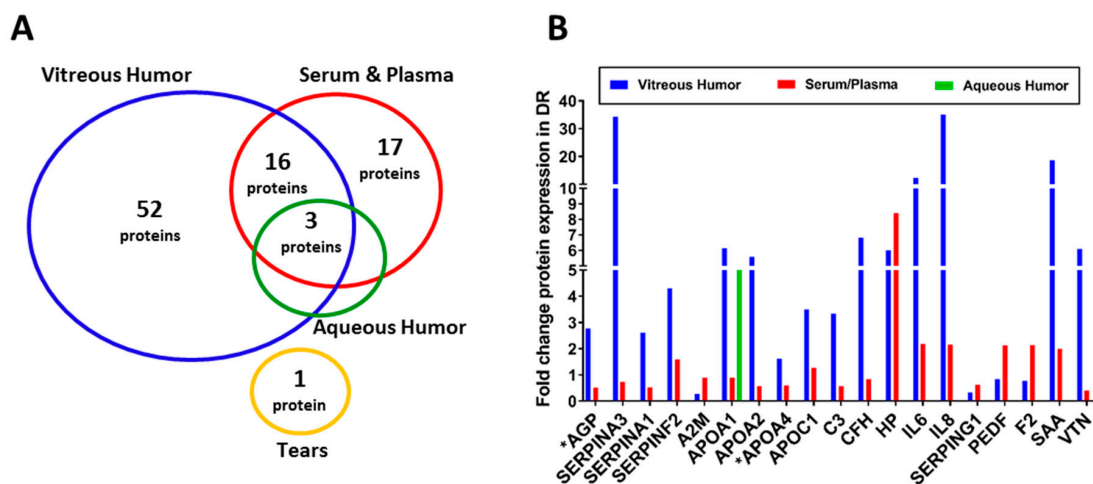 A
Vitreous Humor
Serum & Plasma
16
proteins
17
proteins
52
proteins
3
proteins
Aqueous Humor
1
protein
Tears
B
Vitreous Humor
Serum/Plasma
Aqueous Humor
Fold change protein expression in DR
40
30
20
10
9
8
7
6
5
4
3
2
1
0
*AGP
SERPINA3
SERPINA1
SERPINF2
A2M
APOA1
APOA2
*APOA4
APOC1
C3
CFH
HP
IL6
IL8
SERPING1
PEDF
F2
SAA
VTN